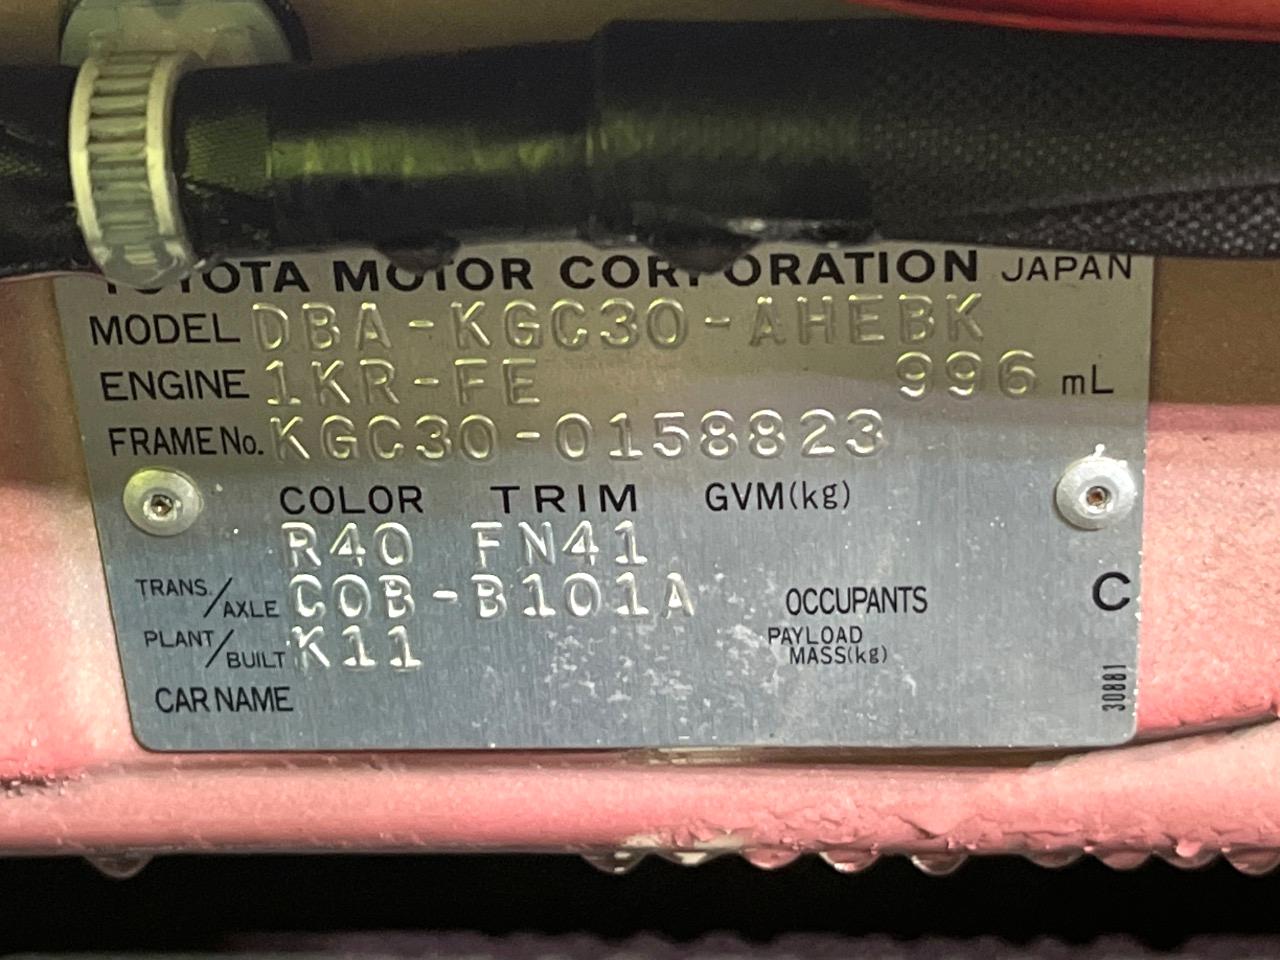 TOYOTA MOTOR CORPORATION JAPAN
MODEL DBA-KGC30-AHEBK
ENGINE 1KR-FE 996 mL
FRAME No. KGC30-0158823
COLOR TRIM GVM(kg)
R40 FN41
TRANS./AXLE C0B-B101A OCCUPANTS C
PLANT/BUILT K11 PAYLOAD MASS(kg)
CAR NAME
30881